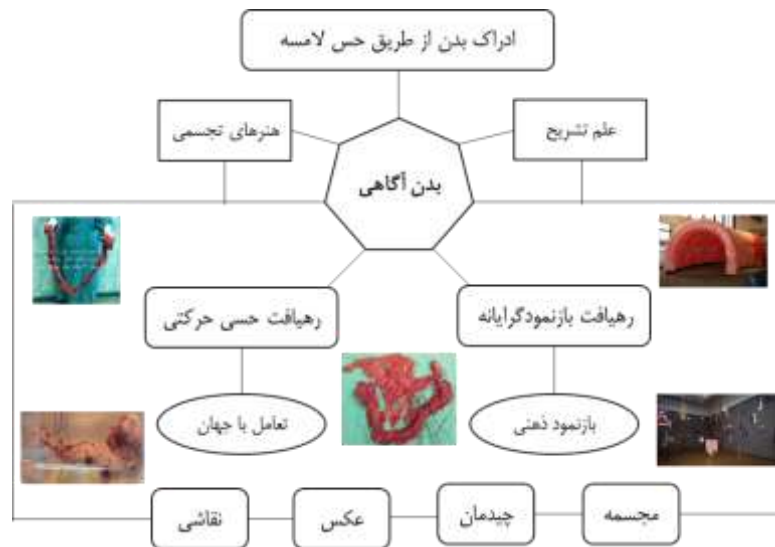 ادراک بدن از طریق حس لامسه
علم تشریح
هنرهای تجسمی
بدن آگاهی
رهیافت بازنمودگرایانه
رهیافت حسی حرکتی
بازنمود ذهنی
تعامل با جهان
مجسمه
چیدمان
عکس
نقاشی